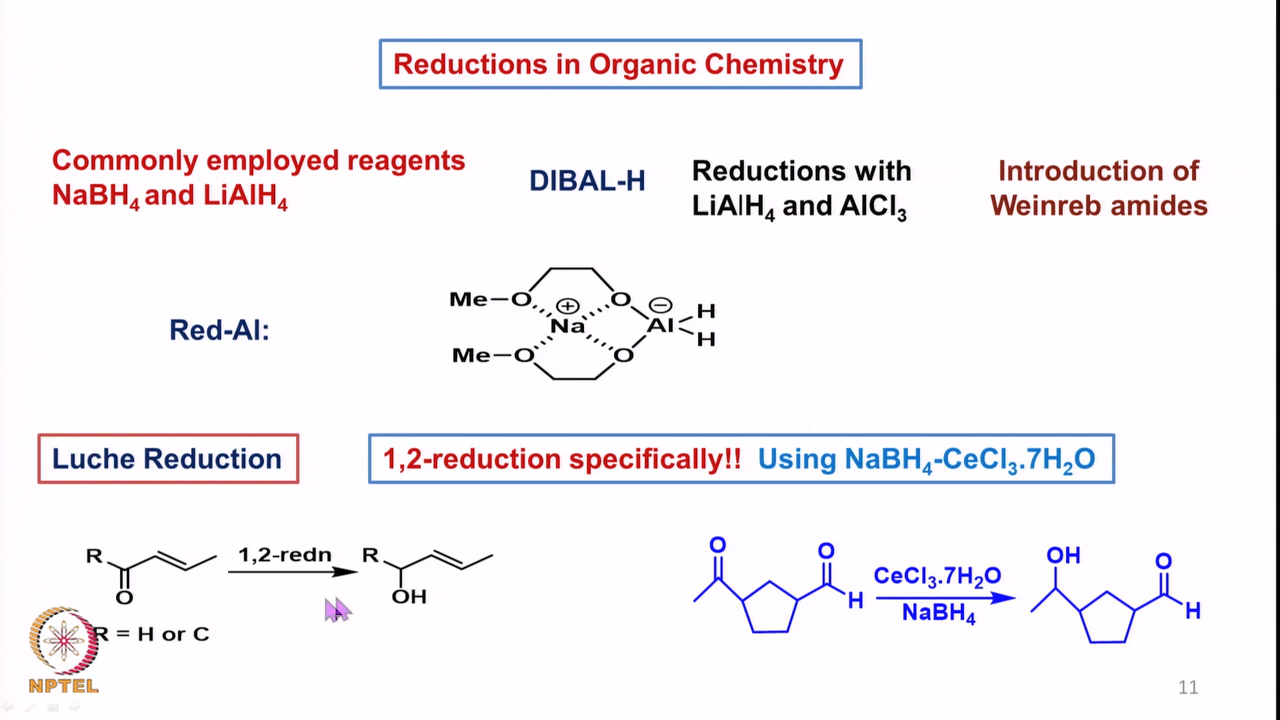 Reductions in Organic Chemistry
Commonly employed reagents
NaBH₄ and LiAlH₄
DIBAL-H
Reductions with
LiAlH₄ and AlCl₃
Introduction of
Weinreb amides
Red-Al:
Me–O
⊕
Na
O
⊖
Al
H
H
Me–O
O
Luche Reduction
1,2-reduction specifically!! Using NaBH₄-CeCl₃.7H₂O
R
O
1,2-redn
R
OH
R = H or C
O
O
H
CeCl₃.7H₂O
NaBH₄
OH
O
H
NPTEL
11